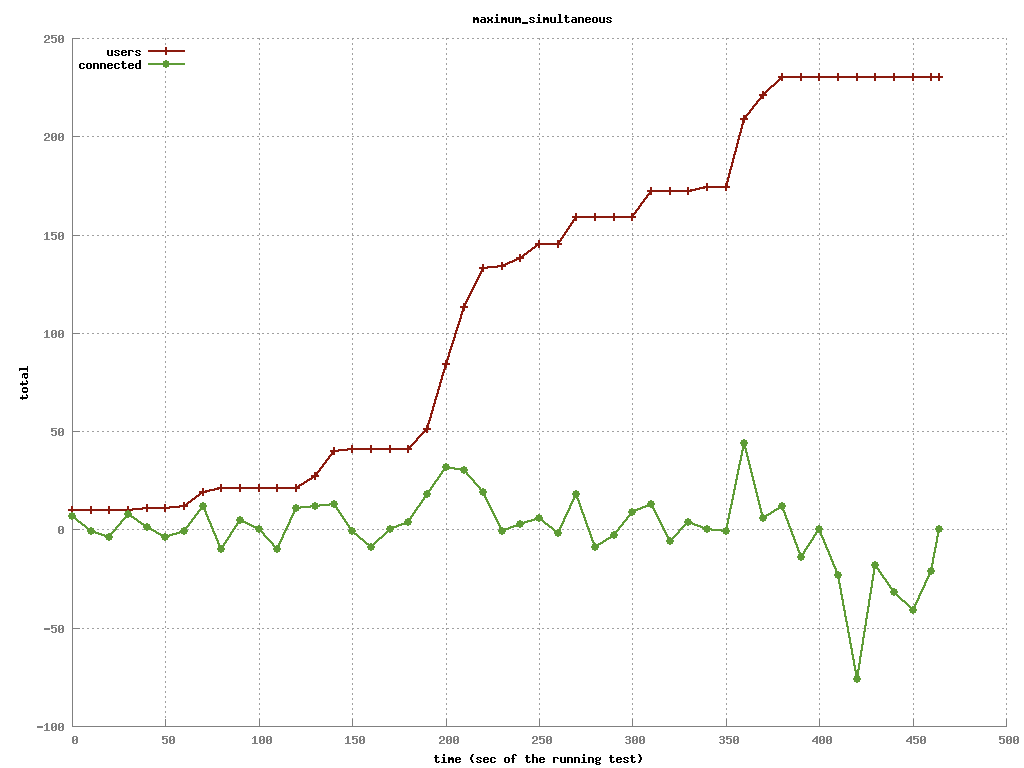 maximum_simultaneous
users
connected
250
200
150
100
50
0
-50
-100
total
0 50 100 150 200 250 300 350 400 450 500
time (sec of the running test)